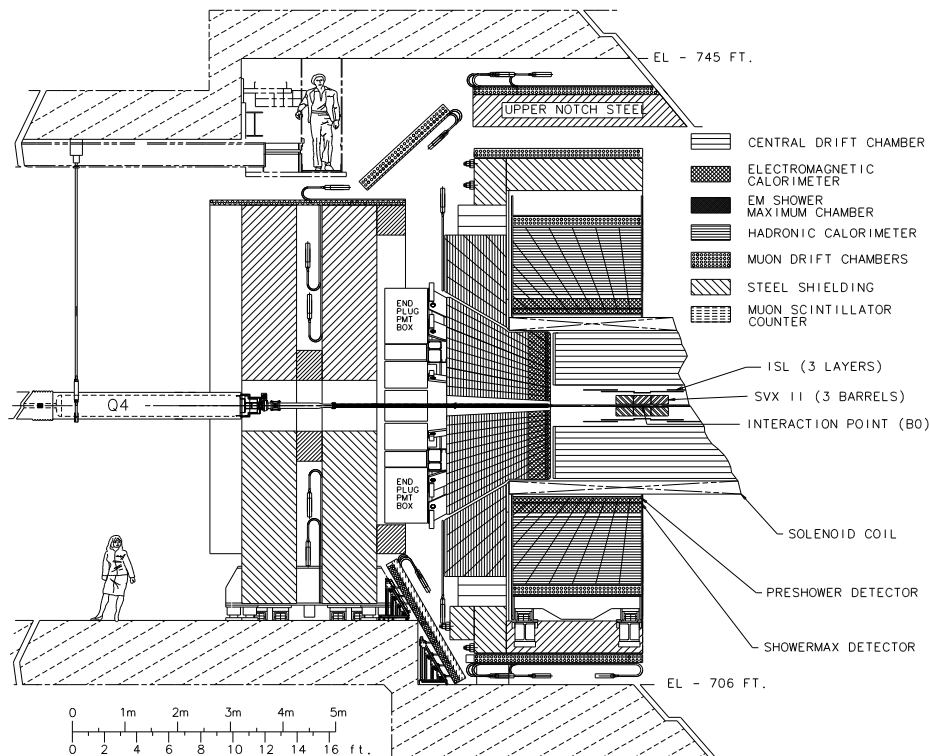 EL - 745 FT.
UPPER NOTCH STEEL
CENTRAL DRIFT CHAMBER
ELECTROMAGNETIC
CALORIMETER
EM SHOWER
MAXIMUM CHAMBER
HADRONIC CALORIMETER
MUON DRIFT CHAMBERS
STEEL SHIELDING
MUON SCINTILLATOR
COUNTER
END
PLUG
PMT
BOX
ISL (3 LAYERS)
SVX II (3 BARRELS)
INTERACTION POINT (B0)
Q4
END
PLUG
PMT
BOX
SOLENOID COIL
PRESHOWER DETECTOR
SHOWERMAX DETECTOR
EL - 706 FT.
0 1m 2m 3m 4m 5m
0 2 4 6 8 10 12 14 16 ft.